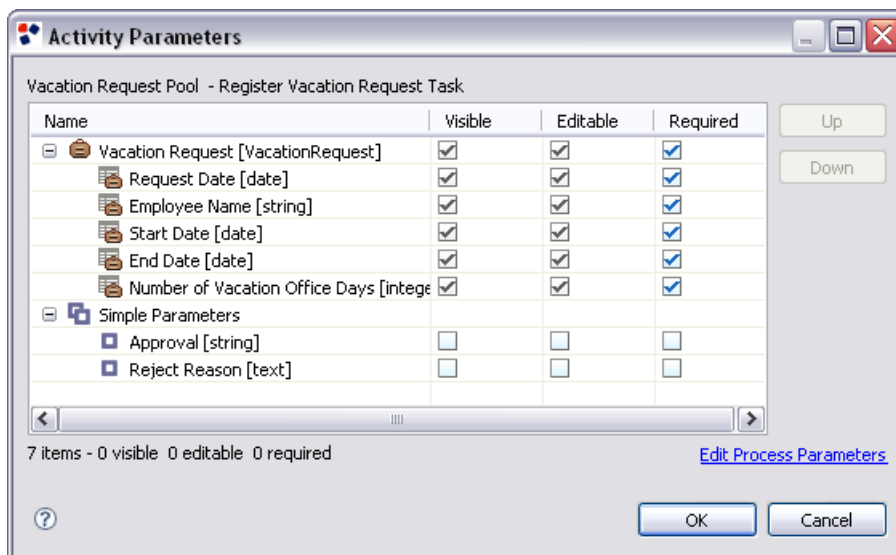 Activity Parameters
Vacation Request Pool - Register Vacation Request Task
Name Visible Editable Required
Vacation Request [VacationRequest]
Request Date [date]
Employee Name [string]
Start Date [date]
End Date [date]
Number of Vacation Office Days [intege
Simple Parameters
Approval [string]
Reject Reason [text]
Up
Down
7 items - 0 visible 0 editable 0 required
Edit Process Parameters
OK Cancel